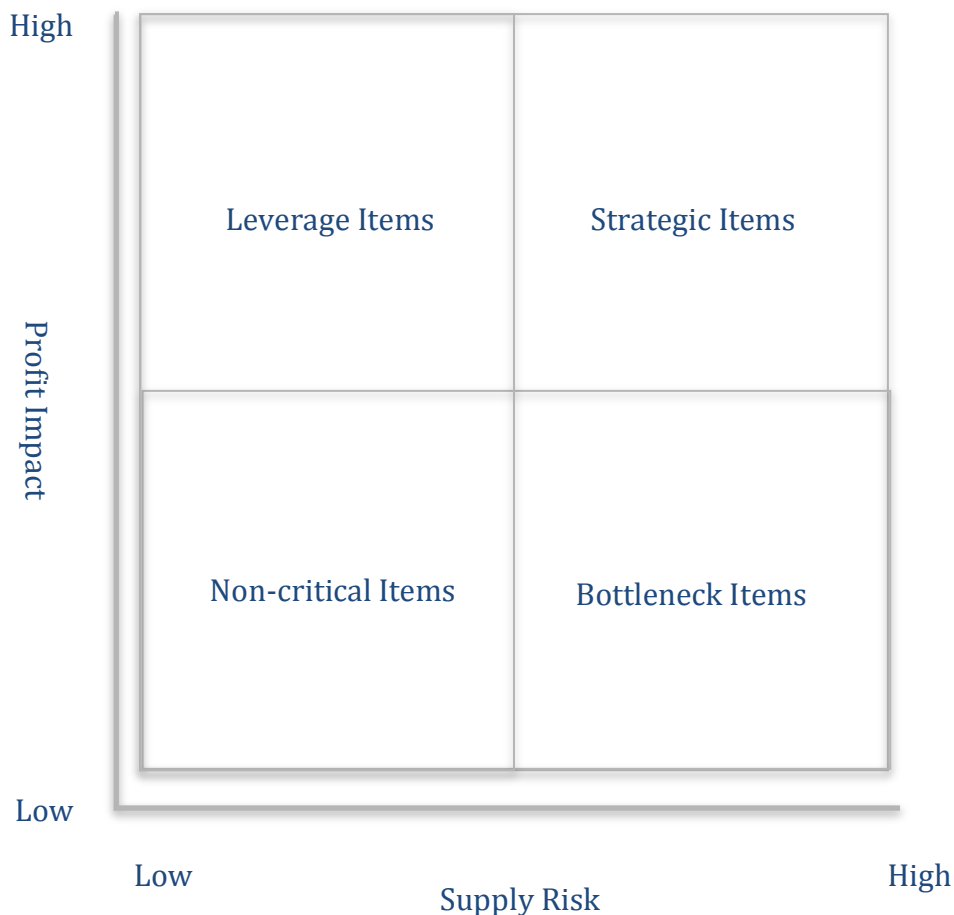 High
Leverage Items
Strategic Items
Profit Impact
Non-critical Items
Bottleneck Items
Low
Low
High
Supply Risk